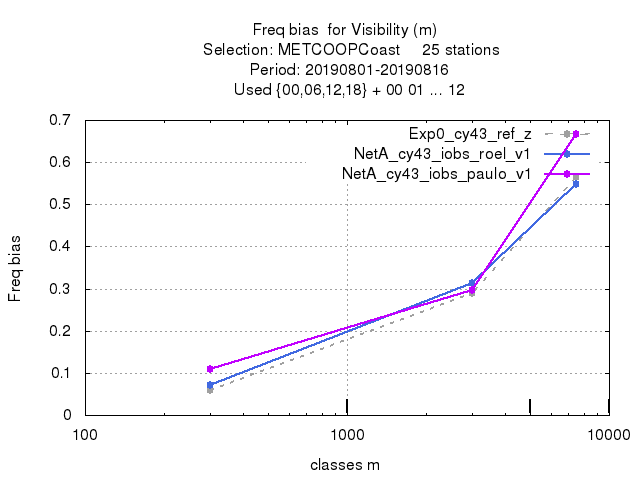 Freq bias  for Visibility (m)
Selection: METCOOPCoast     25 stations
Period: 20190801-20190816
Used {00,06,12,18} + 00 01 ... 12
Exp0_cy43_ref_z
NetA_cy43_iobs_roel_v1
NetA_cy43_iobs_paulo_v1
0.7
0.6
0.5
0.4
0.3
0.2
0.1
0
Freq bias
100
1000
10000
classes m